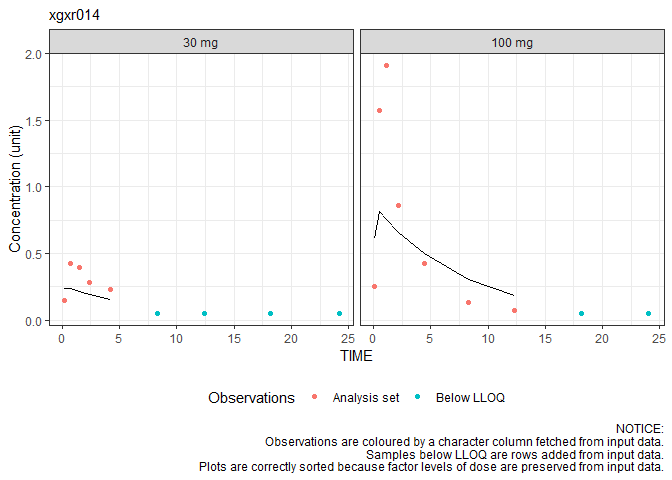 xgxr014
30 mg
100 mg
2.0
1.5
1.0
0.5
0.0
Concentration (unit)
0 5 10 15 20 25
0 5 10 15 20 25
TIME
Observations Analysis set Below LLOQ
NOTICE:
Observations are coloured by a character column fetched from input data.
Samples below LLOQ are rows added from input data.
Plots are correctly sorted because factor levels of dose are preserved from input data.